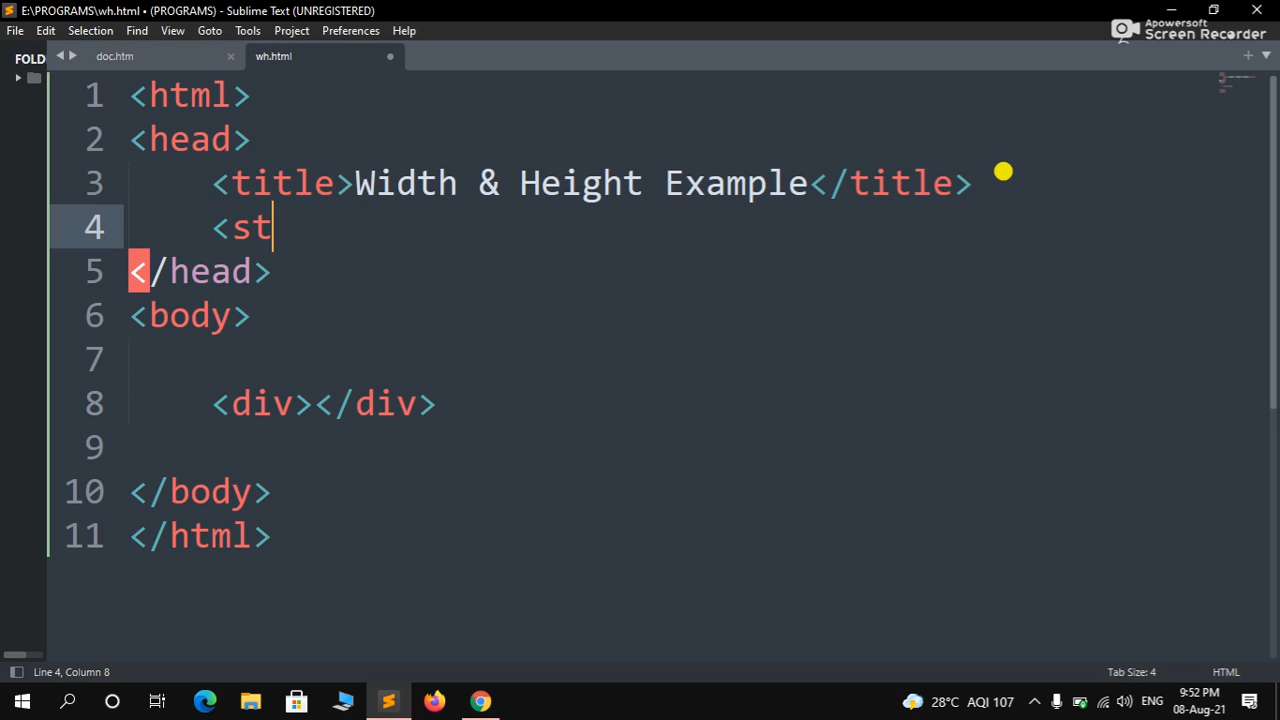 E:\PROGRAMS\wh.html • (PROGRAMS) - Sublime Text (UNREGISTERED)
File Edit Selection Find View Goto Tools Project Preferences Help
Apowersoft
Screen Recorder
FOLD
doc.htm
wh.html
1 <html>
2 <head>
3 <title>Width & Height Example</title>
4 <st
5 </head>
6 <body>
7
8 <div></div>
9
10 </body>
11 </html>
Line 4, Column 8
Tab Size: 4
HTML
28°C AQI 107
ENG
9:52 PM
08-Aug-21